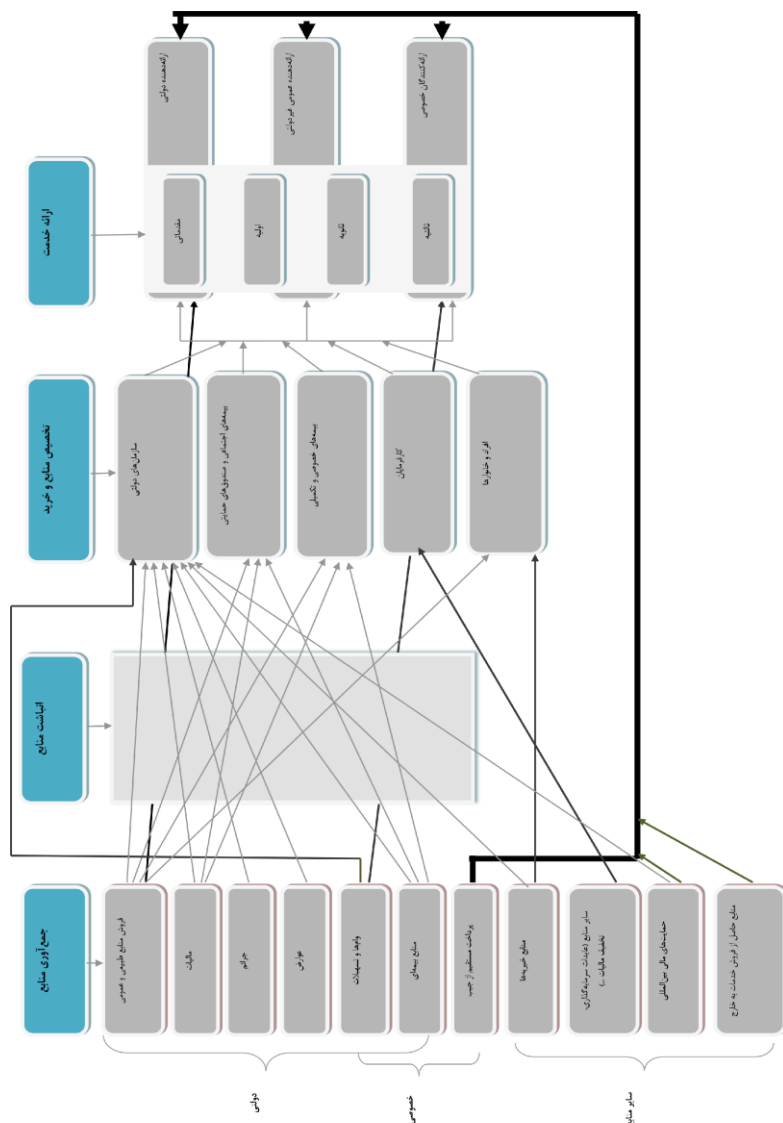 جمع‌آوری منابع
انباشت منابع
تخصیص منابع و خرید
ارائه خدمت
فروش منابع طبیعی و عمومی
مالیات
جرائم
عوارض
وام‌ها و تسهیلات
منابع بیمه‌ای
پرداخت مستقیم از جیب
منابع خیریه‌ها
سایر منابع (عایدات سرمایه‌گذاری،
تخفیف مالیات ..)
حمایت‌های مالی بین‌المللی
منابع حاصل از فروش خدمات به خارج
دولتی
خصوصی
سایر منابع
سازمان‌های دولتی
بیمه‌های اجتماعی و صندوق‌های حمایتی
بیمه‌های خصوصی و تکمیلی
کارفرمایان
افراد و خانوارها
ارائه‌دهنده دولتی
ارائه‌دهنده عمومی غیردولتی
ارائه‌کنندگان خصوصی
مقدماتی
اولیه
ثانویه
ثالثیه